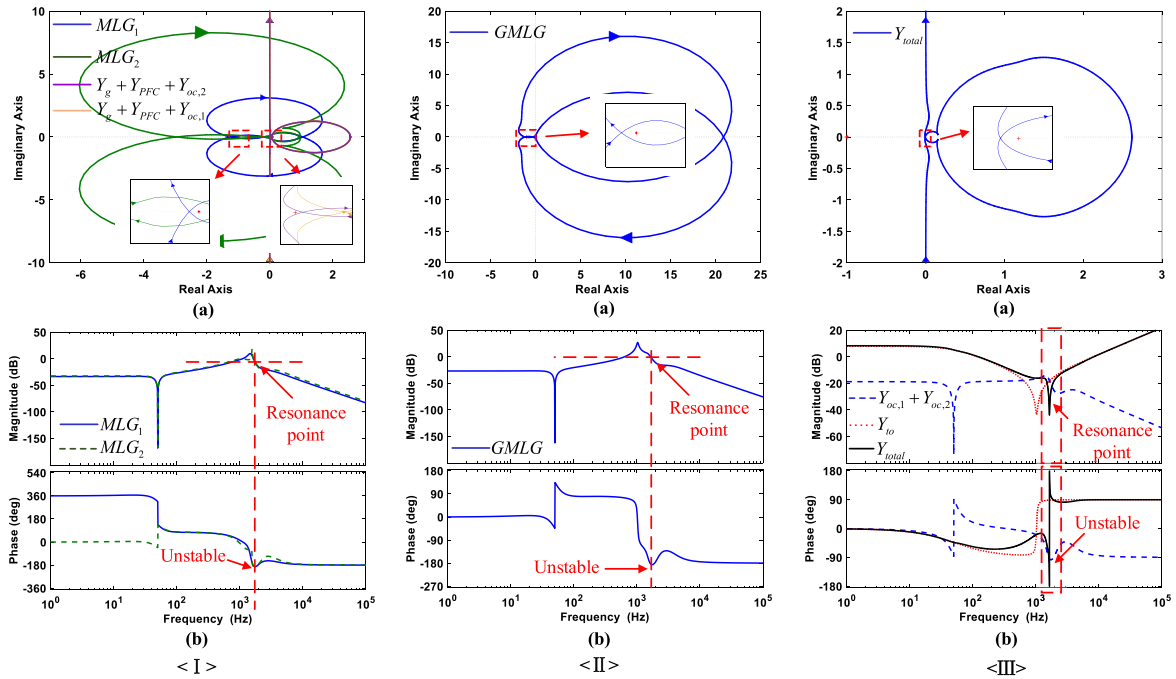 10
5
0
-5
-10
-6
-4
-2
0
2
Imaginary Axis
Real Axis
MLG1
MLG2
Yg + YPFC + Yoc,2
Yg + YPFC + Yoc,1
(a)
20
15
10
5
0
-5
-10
-15
-20
-10
-5
0
5
10
15
20
25
Imaginary Axis
Real Axis
GMLG
(a)
2
1.5
1
0.5
0
-0.5
-1
-1.5
-2
-1
0
1
2
3
Imaginary Axis
Real Axis
Ytotal
(a)
50
0
-50
-100
-150
Magnitude (dB)
MLG1
MLG2
Resonance
point
540
360
180
0
-180
-360
Phase (deg)
Unstable
10^0
10^1
10^2
10^3
10^4
10^5
Frequency (Hz)
(b)
<Ⅰ>
50
0
-50
-100
-150
Magnitude (dB)
GMLG
Resonance
point
180
90
0
-90
-180
-270
Phase (deg)
Unstable
10^0
10^1
10^2
10^3
10^4
10^5
Frequency (Hz)
(b)
<Ⅱ>
20
0
-20
-40
-60
Magnitude (dB)
Yoc,1 + Yoc,2
Yto
Ytotal
Resonance
point
180
90
0
-90
-180
Phase (deg)
Unstable
10^0
10^1
10^2
10^3
10^4
10^5
Frequency (Hz)
(b)
<Ⅲ>